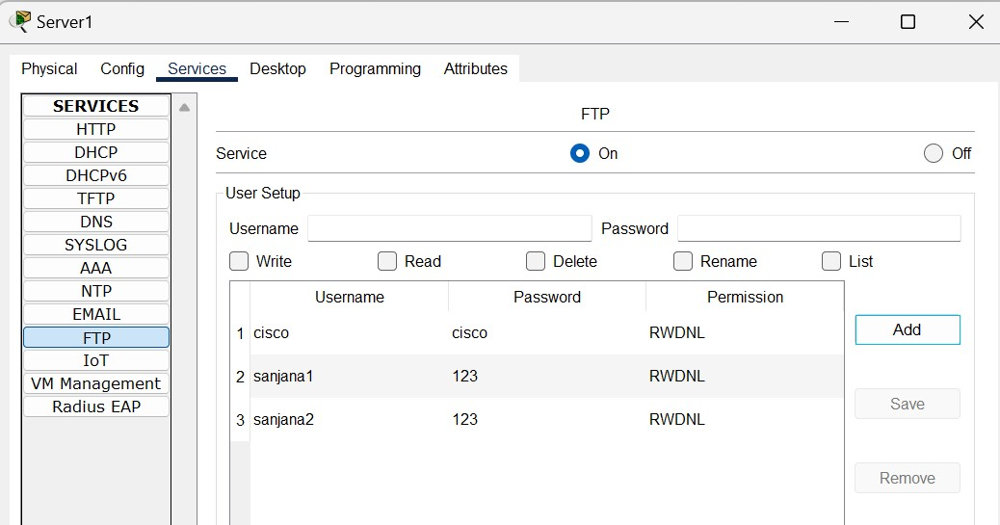 Server1
Physical Config Services Desktop Programming Attributes
SERVICES
HTTP
DHCP
DHCPv6
TFTP
DNS
SYSLOG
AAA
NTP
EMAIL
FTP
IoT
VM Management
Radius EAP
FTP
Service On Off
User Setup
Username Password
Write Read Delete Rename List
Username Password Permission
1 cisco cisco RWDNL
2 sanjana1 123 RWDNL
3 sanjana2 123 RWDNL
Add
Save
Remove